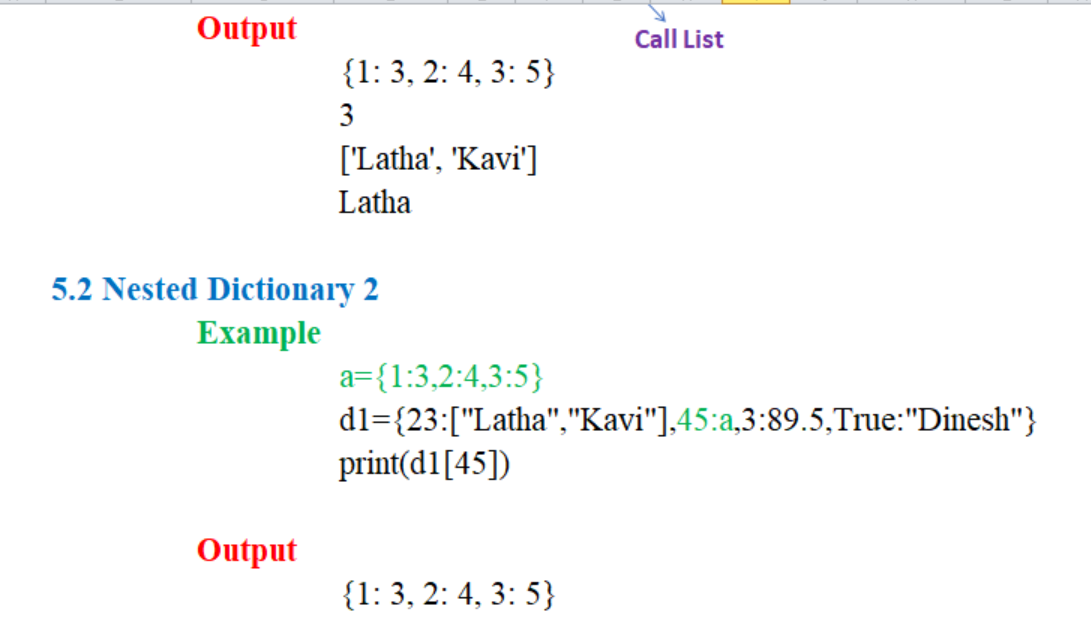 Output
Call List
{1: 3, 2: 4, 3: 5}
3
['Latha', 'Kavi']
Latha
5.2 Nested Dictionary 2
Example
a={1:3,2:4,3:5}
d1={23:["Latha","Kavi"],45:a,3:89.5,True:"Dinesh"}
print(d1[45])
Output
{1: 3, 2: 4, 3: 5}